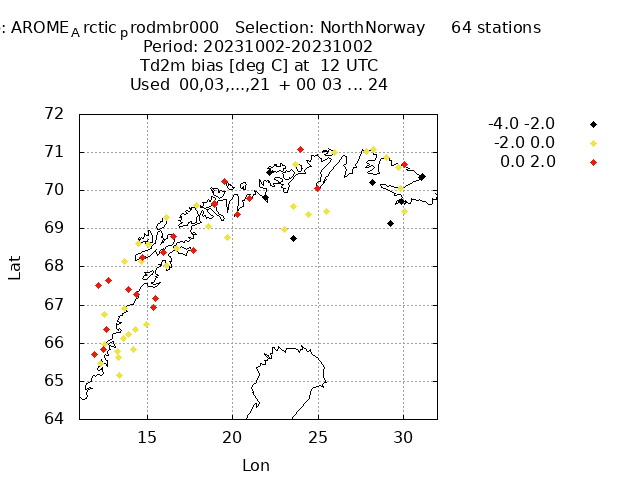 : AROME_Arctic_prodmbr000 Selection: NorthNorway 64 stations
Period: 20231002-20231002
Td2m bias [deg C] at 12 UTC
Used 00,03,...,21 + 00 03 ... 24
-4.0 -2.0
-2.0 0.0
0.0 2.0
72
71
70
69
68
67
66
65
64
Lat
15 20 25 30
Lon